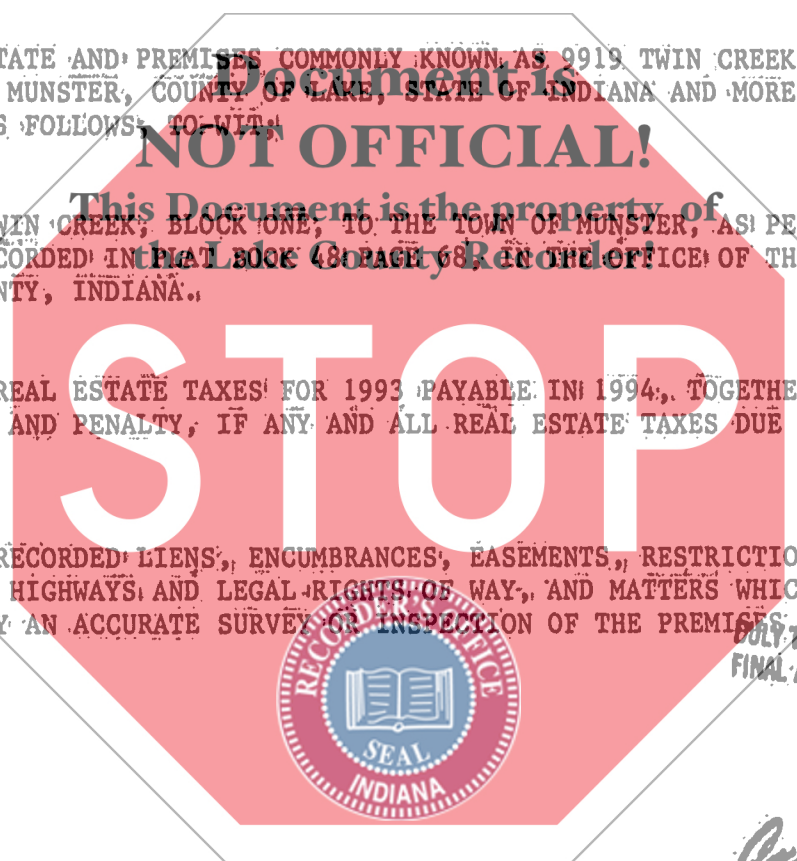 TATE AND PREMISES COMMONLY KNOWN AS 9919 TWIN CREEK
Document is
MUNSTER, COUNTY OF LAKE, STATE OF INDIANA AND MORE
S FOLLOWS, TO-WIT:
NOT OFFICIAL!
This Document is the property of
WIN CREEK, BLOCK ONE, TO THE TOWN OF MUNSTER, AS PE
the Lake County Recorder!
CORDED IN PLAT BOOK 48 PAGE 68, IN THE OFFICE OF TH
NTY, INDIANA.
STOP
REAL ESTATE TAXES FOR 1993 PAYABLE IN 1994, TOGETHE
AND PENALTY, IF ANY AND ALL REAL ESTATE TAXES DUE
RECORDED LIENS, ENCUMBRANCES, EASEMENTS, RESTRICTIO
HIGHWAYS AND LEGAL RIGHTS OF WAY, AND MATTERS WHIC
Y AN ACCURATE SURVEY OR INSPECTION OF THE PREMISES.
FINAL
RECORDER'S OFFICE
SEAL
INDIANA